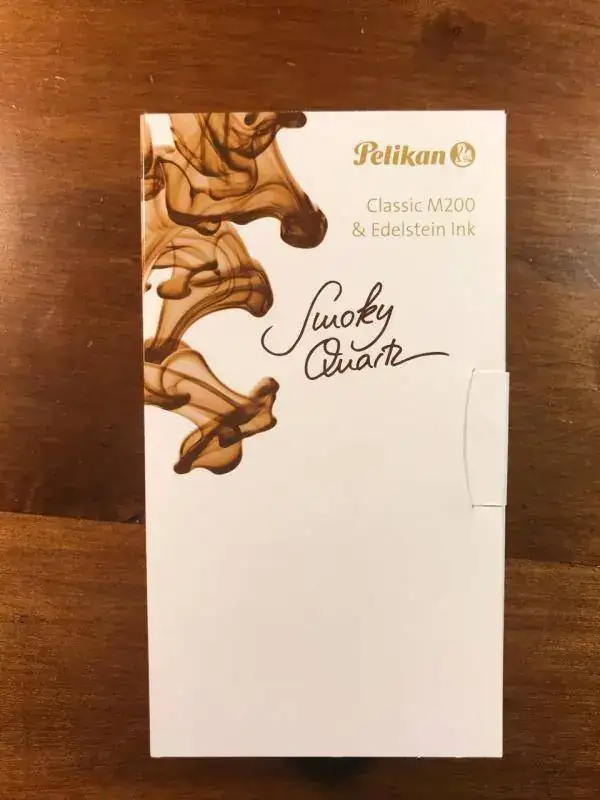 Pelikan
Classic M200
& Edelstein Ink
Smoky
Quartz